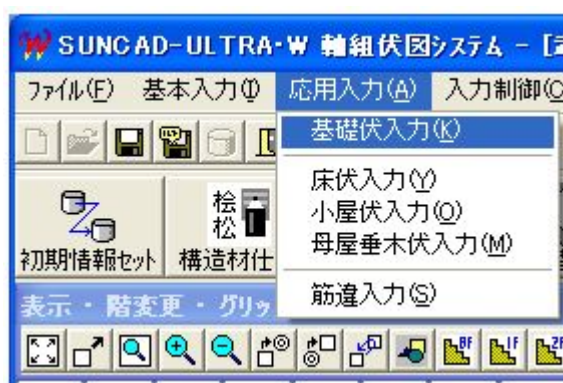 SUNCAD-ULTRA・W 軸組伏図システム - [
ファイル(F) 基本入力(I) 応用入力(A) 入力制御(C
基礎伏入力(K)
床伏入力(Y)
小屋伏入力(O)
母屋垂木伏入力(M)
筋違入力(S)
桧
松
初期情報セット 構造材仕
表示・階変更・グリッ
BF 1F 2F